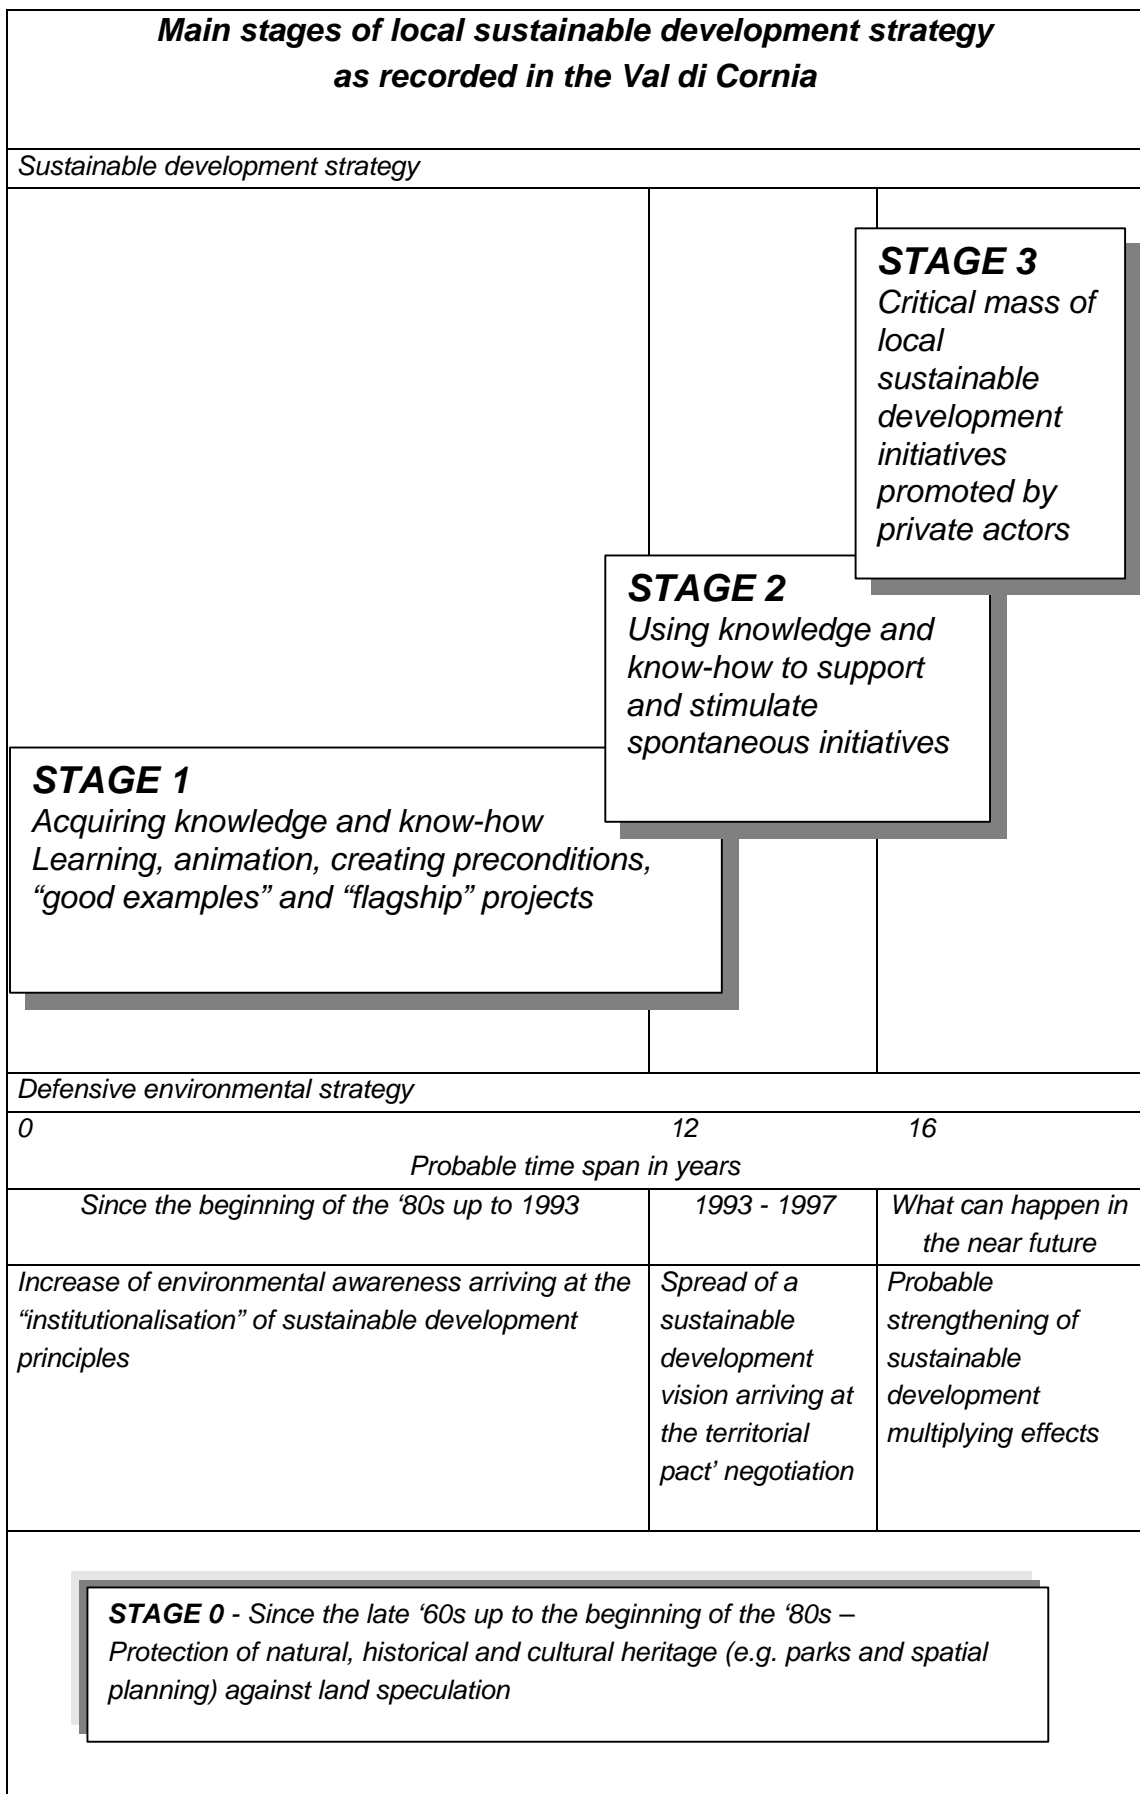 Main stages of local sustainable development strategy
as recorded in the Val di Cornia
Sustainable development strategy
STAGE 3
Critical mass of
local
sustainable
development
initiatives
promoted by
private actors
STAGE 2
Using knowledge and
know-how to support
and stimulate
spontaneous initiatives
STAGE 1
Acquiring knowledge and know-how
Learning, animation, creating preconditions,
“good examples” and “flagship” projects
Defensive environmental strategy
0 12 16
Probable time span in years
Since the beginning of the ‘80s up to 1993
1993 - 1997
What can happen in
the near future
Increase of environmental awareness arriving at the
“institutionalisation” of sustainable development
principles
Spread of a
sustainable
development
vision arriving at
the territorial
pact’ negotiation
Probable
strengthening of
sustainable
development
multiplying effects
STAGE 0 - Since the late ‘60s up to the beginning of the ‘80s –
Protection of natural, historical and cultural heritage (e.g. parks and spatial
planning) against land speculation